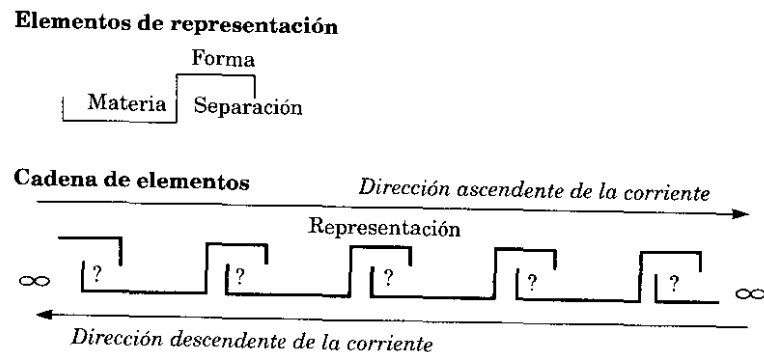 Elementos de representación
Forma
Materia Separación
Cadena de elementos
Dirección ascendente de la corriente
Representación
∞ ? ? ? ? ? ∞
Dirección descendente de la corriente